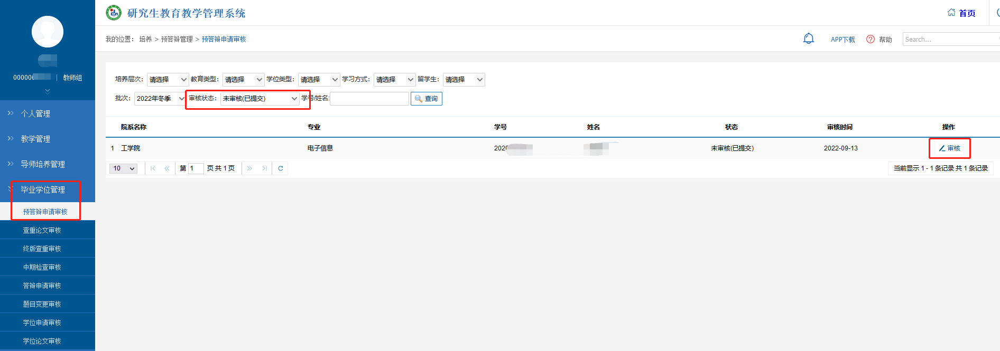 研究生教育教学管理系统
首页
我的位置： 培养 > 预答辩管理 > 预答辩申请审核
APP下载
帮助
Search...
000000
教师组
个人管理
教学管理
导师培养管理
毕业学位管理
预答辩申请审核
查重论文审核
终版查重审核
中期检查审核
答辩申请审核
题目变更审核
学位申请审核
学位论文审核
培养层次： 请选择 教育类型： 请选择 学位类型： 请选择 学习方式： 请选择 留学生： 请选择
批次： 2022年冬季 审核状态： 未审核(已提交) 学号/姓名: 查询
院系名称 专业 学号 姓名 状态 审核时间 操作
1 工学院 电子信息 2020 未审核(已提交) 2022-09-13 审核
10 第 1 页 共 1 页
当前显示 1 - 1 条记录 共 1 条记录